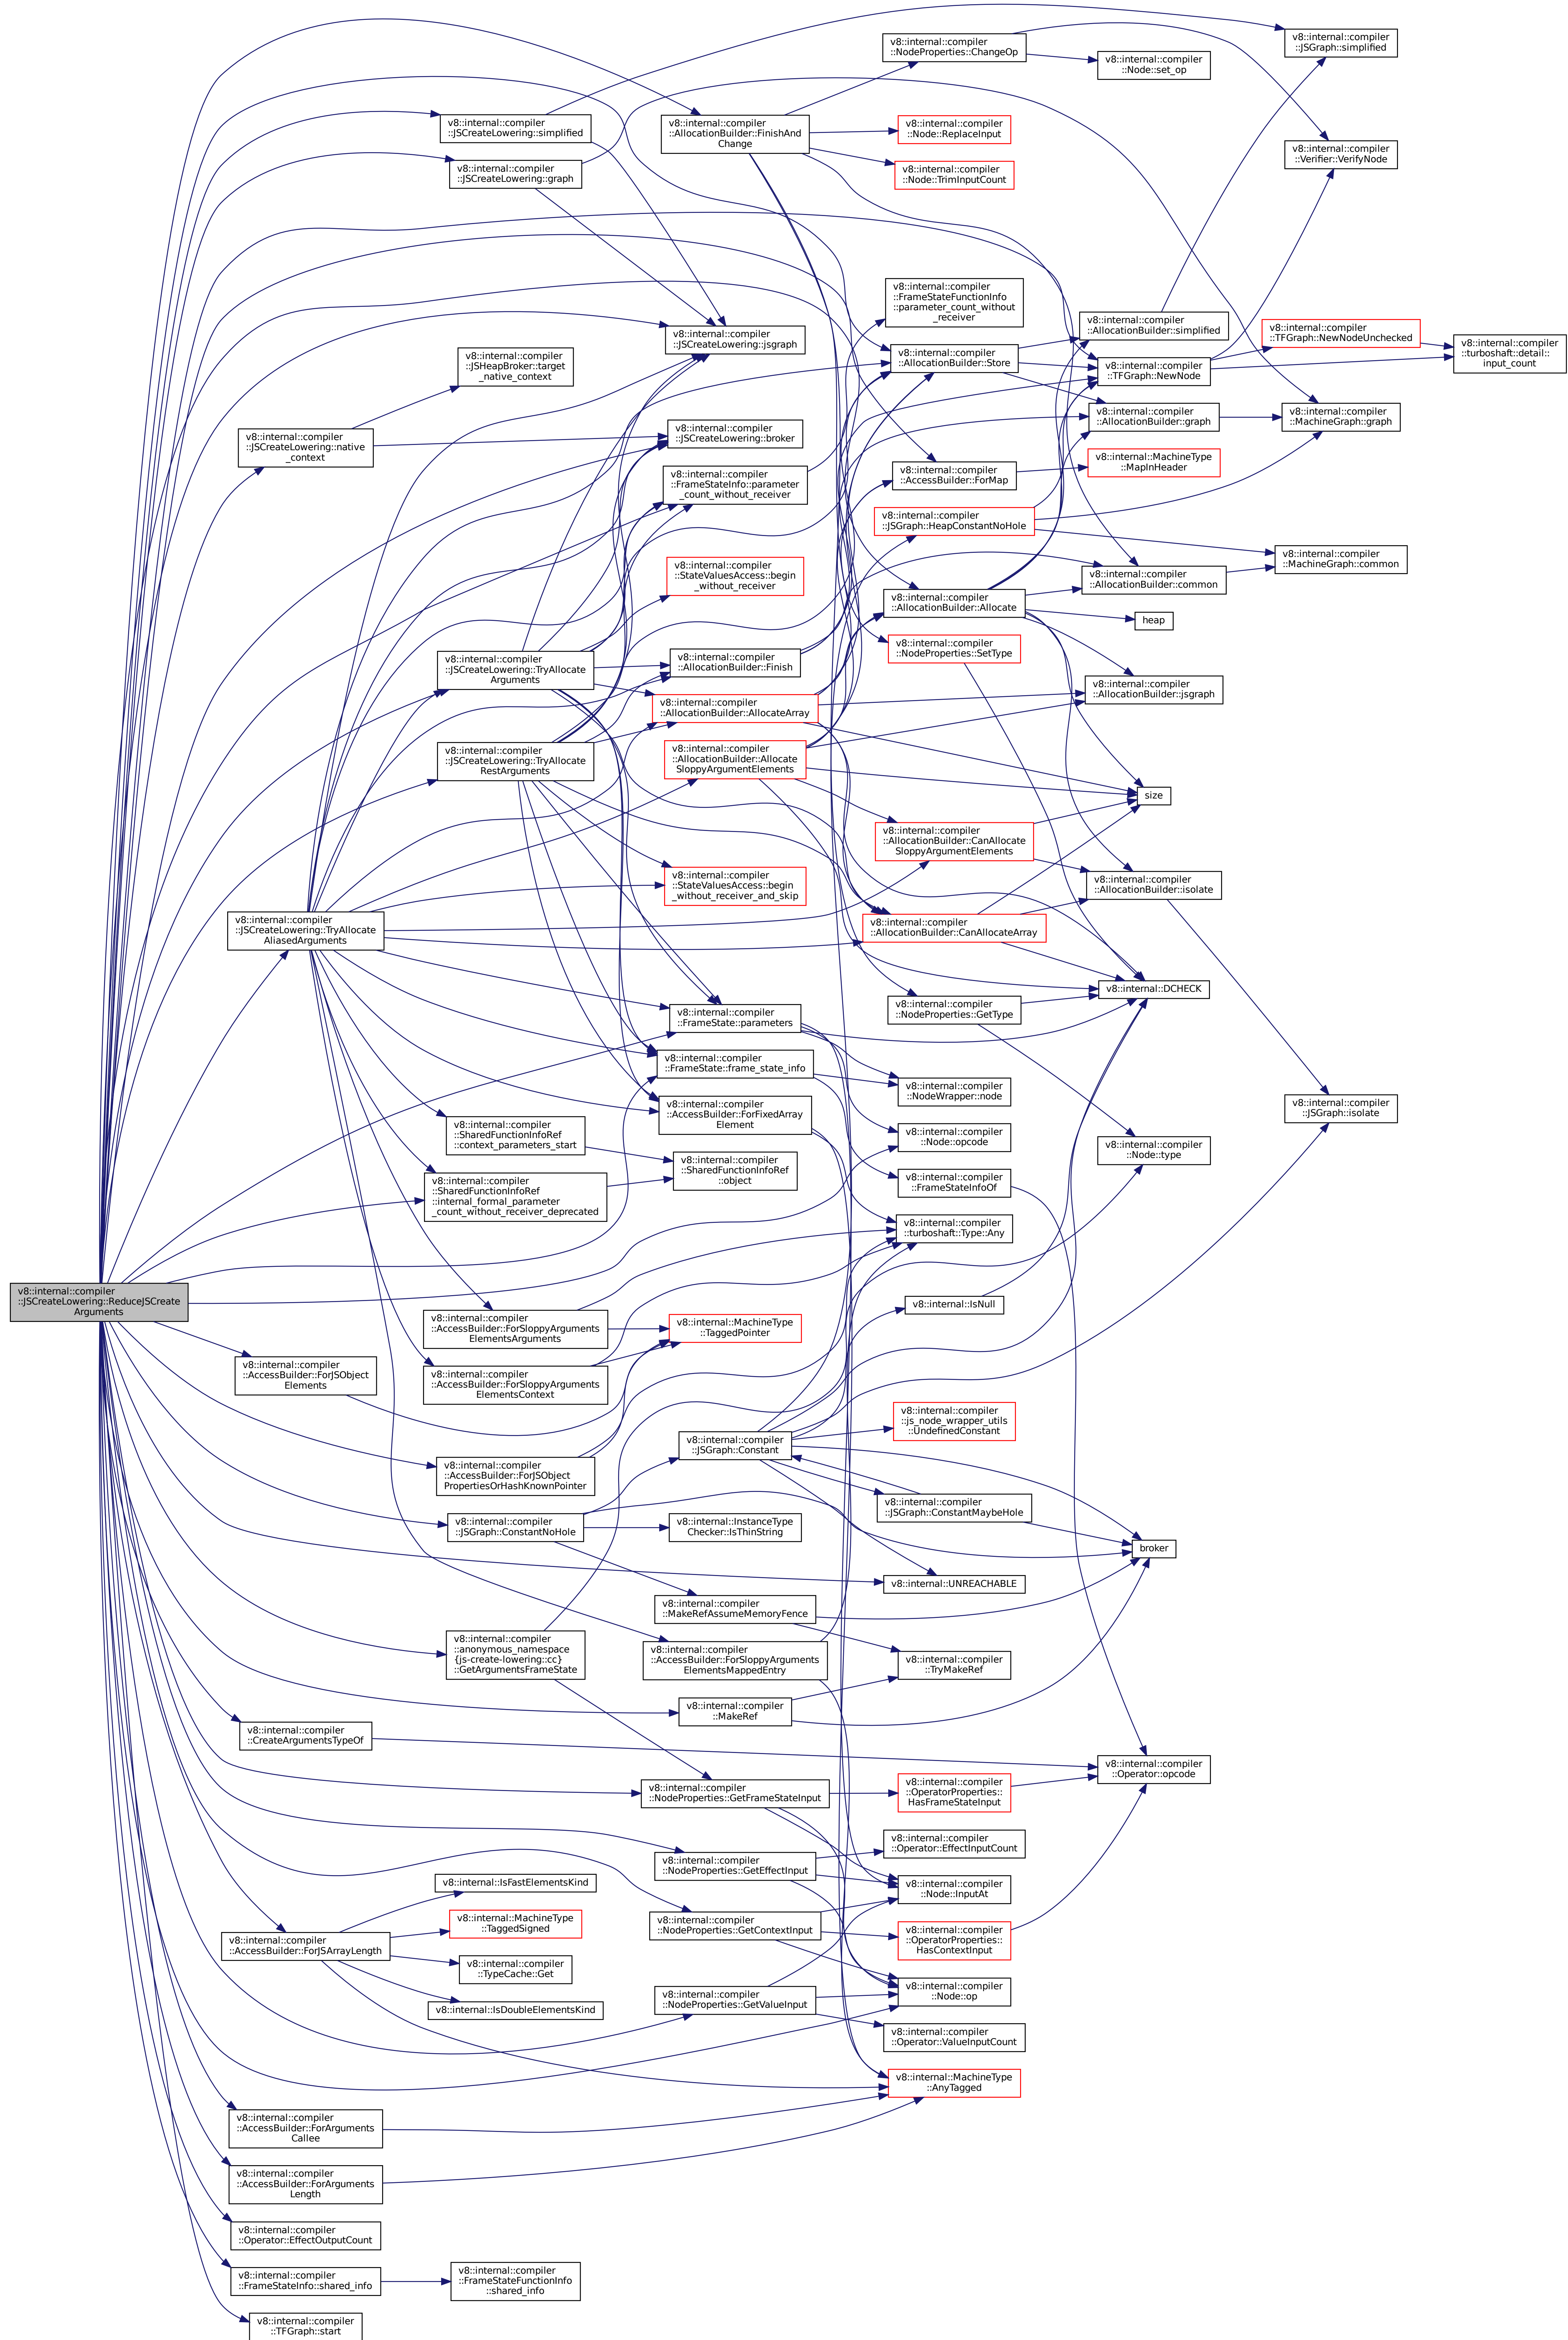 v8::internal::compiler
::JSGraph::simplified
v8::internal::compiler
::NodeProperties::ChangeOp
v8::internal::compiler
::Node::set_op
v8::internal::compiler
::JSCreateLowering::simplified
v8::internal::compiler
::AllocationBuilder::FinishAnd
Change
v8::internal::compiler
::Node::ReplaceInput
v8::internal::compiler
::Verifier::VerifyNode
v8::internal::compiler
::JSCreateLowering::graph
v8::internal::compiler
::Node::TrimInputCount
v8::internal::compiler
::FrameStateFunctionInfo
::parameter_count_without
_receiver
v8::internal::compiler
::JSCreateLowering::jsgraph
v8::internal::compiler
::AllocationBuilder::simplified
v8::internal::compiler
::TFGraph::NewNodeUnchecked
v8::internal::compiler
::turboshaft::detail::
input_count
v8::internal::compiler
::JSHeapBroker::target
_native_context
v8::internal::compiler
::AllocationBuilder::Store
v8::internal::compiler
::TFGraph::NewNode
v8::internal::compiler
::JSCreateLowering::native
_context
v8::internal::compiler
::JSCreateLowering::broker
v8::internal::compiler
::AllocationBuilder::graph
v8::internal::compiler
::MachineGraph::graph
v8::internal::compiler
::FrameStateInfo::parameter
_count_without_receiver
v8::internal::compiler
::AccessBuilder::ForMap
v8::internal::MachineType
::MapInHeader
v8::internal::compiler
::JSGraph::HeapConstantNoHole
v8::internal::compiler
::MachineGraph::common
v8::internal::compiler
::StateValuesAccess::begin
_without_receiver
v8::internal::compiler
::AllocationBuilder::common
v8::internal::compiler
::AllocationBuilder::Allocate
heap
v8::internal::compiler
::JSCreateLowering::TryAllocate
Arguments
v8::internal::compiler
::AllocationBuilder::Finish
v8::internal::compiler
::NodeProperties::SetType
v8::internal::compiler
::AllocationBuilder::AllocateArray
v8::internal::compiler
::AllocationBuilder::jsgraph
v8::internal::compiler
::JSCreateLowering::TryAllocate
RestArguments
v8::internal::compiler
::AllocationBuilder::Allocate
SloppyArgumentElements
size
v8::internal::compiler
::AllocationBuilder::CanAllocate
SloppyArgumentElements
v8::internal::compiler
::StateValuesAccess::begin
_without_receiver_and_skip
v8::internal::compiler
::AllocationBuilder::isolate
v8::internal::compiler
::JSCreateLowering::TryAllocate
AliasedArguments
v8::internal::compiler
::AllocationBuilder::CanAllocateArray
v8::internal::DCHECK
v8::internal::compiler
::FrameState::parameters
v8::internal::compiler
::NodeProperties::GetType
v8::internal::compiler
::FrameState::frame_state_info
v8::internal::compiler
::NodeWrapper::node
v8::internal::compiler
::AccessBuilder::ForFixedArray
Element
v8::internal::compiler
::JSGraph::isolate
v8::internal::compiler
::SharedFunctionInfoRef
::context_parameters_start
v8::internal::compiler
::Node::opcode
v8::internal::compiler
::Node::type
v8::internal::compiler
::SharedFunctionInfoRef
::object
v8::internal::compiler
::SharedFunctionInfoRef
::internal_formal_parameter
_count_without_receiver_deprecated
v8::internal::compiler
::FrameStateInfoOf
v8::internal::compiler
::turboshaft::Type::Any
v8::internal::compiler
::JSCreateLowering::ReduceJSCreate
Arguments
v8::internal::IsNull
v8::internal::compiler
::AccessBuilder::ForSloppyArguments
ElementsArguments
v8::internal::MachineType
::TaggedPointer
v8::internal::compiler
::AccessBuilder::ForJSObject
Elements
v8::internal::compiler
::AccessBuilder::ForSloppyArguments
ElementsContext
v8::internal::compiler
::js_node_wrapper_utils
::UndefinedConstant
v8::internal::compiler
::JSGraph::Constant
v8::internal::compiler
::AccessBuilder::ForJSObject
PropertiesOrHashKnownPointer
v8::internal::compiler
::JSGraph::ConstantMaybeHole
v8::internal::compiler
::JSGraph::ConstantNoHole
v8::internal::InstanceType
Checker::IsThinString
broker
v8::internal::UNREACHABLE
v8::internal::compiler
::MakeRefAssumeMemoryFence
v8::internal::compiler
::anonymous_namespace
{js-create-lowering::cc}
::GetArgumentsFrameState
v8::internal::compiler
::AccessBuilder::ForSloppyArguments
ElementsMappedEntry
v8::internal::compiler
::TryMakeRef
v8::internal::compiler
::MakeRef
v8::internal::compiler
::CreateArgumentsTypeOf
v8::internal::compiler
::Operator::opcode
v8::internal::compiler
::NodeProperties::GetFrameStateInput
v8::internal::compiler
::OperatorProperties::
HasFrameStateInput
v8::internal::compiler
::Operator::EffectInputCount
v8::internal::compiler
::NodeProperties::GetEffectInput
v8::internal::IsFastElementsKind
v8::internal::compiler
::Node::InputAt
v8::internal::MachineType
::TaggedSigned
v8::internal::compiler
::NodeProperties::GetContextInput
v8::internal::compiler
::OperatorProperties::
HasContextInput
v8::internal::compiler
::AccessBuilder::ForJSArrayLength
v8::internal::compiler
::TypeCache::Get
v8::internal::compiler
::Node::op
v8::internal::IsDoubleElementsKind
v8::internal::compiler
::NodeProperties::GetValueInput
v8::internal::compiler
::Operator::ValueInputCount
v8::internal::MachineType
::AnyTagged
v8::internal::compiler
::AccessBuilder::ForArguments
Callee
v8::internal::compiler
::AccessBuilder::ForArguments
Length
v8::internal::compiler
::Operator::EffectOutputCount
v8::internal::compiler
::FrameStateInfo::shared_info
v8::internal::compiler
::FrameStateFunctionInfo
::shared_info
v8::internal::compiler
::TFGraph::start